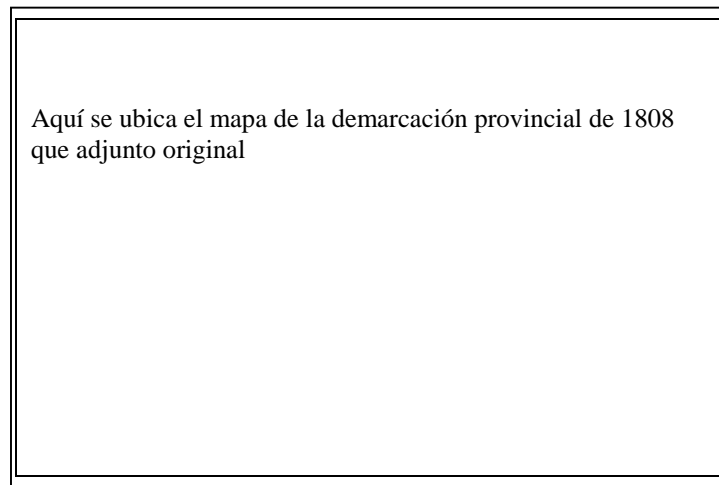 Aquí se ubica el mapa de la demarcación provincial de 1808
que adjunto original